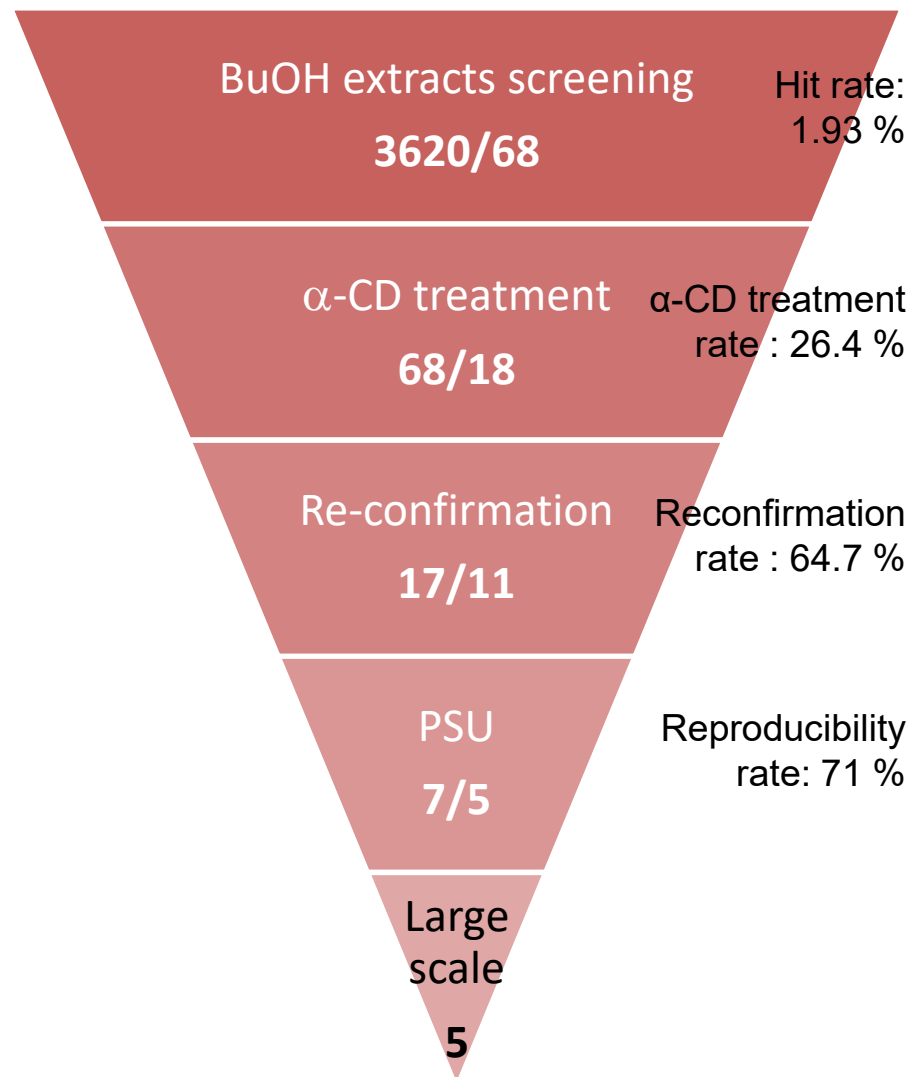 BuOH extracts screening
3620/68
Hit rate:
1.93 %
α-CD treatment
68/18
α-CD treatment
rate : 26.4 %
Re-confirmation
17/11
Reconfirmation
rate : 64.7 %
PSU
7/5
Reproducibility
rate: 71 %
Large
scale
5